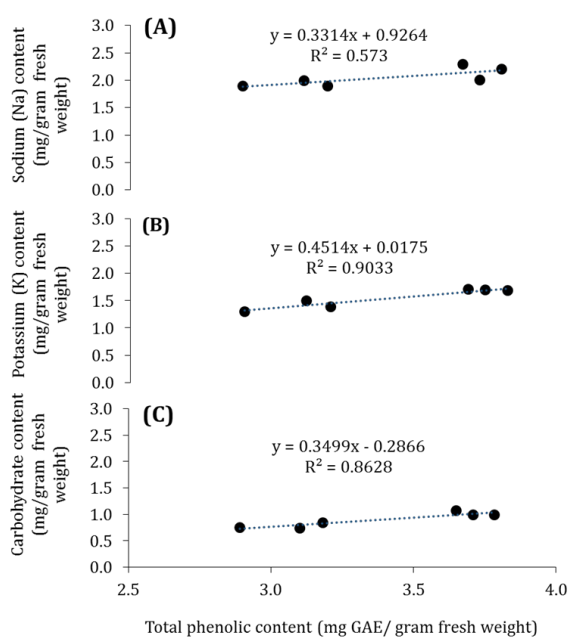 (A)
y = 0.3314x + 0.9264
R² = 0.573
Sodium (Na) content
(mg/gram fresh
weight)
3.0
2.5
2.0
1.5
1.0
0.5
0.0
(B)
y = 0.4514x + 0.0175
R² = 0.9033
Potassium (K) content
(mg/gram fresh
weight)
3.0
2.5
2.0
1.5
1.0
0.5
0.0
(C)
y = 0.3499x - 0.2866
R² = 0.8628
Carbohydrate content
(mg/gram fresh
weight)
3.0
2.5
2.0
1.5
1.0
0.5
0.0
2.5 3.0 3.5 4.0
Total phenolic content (mg GAE/ gram fresh weight)